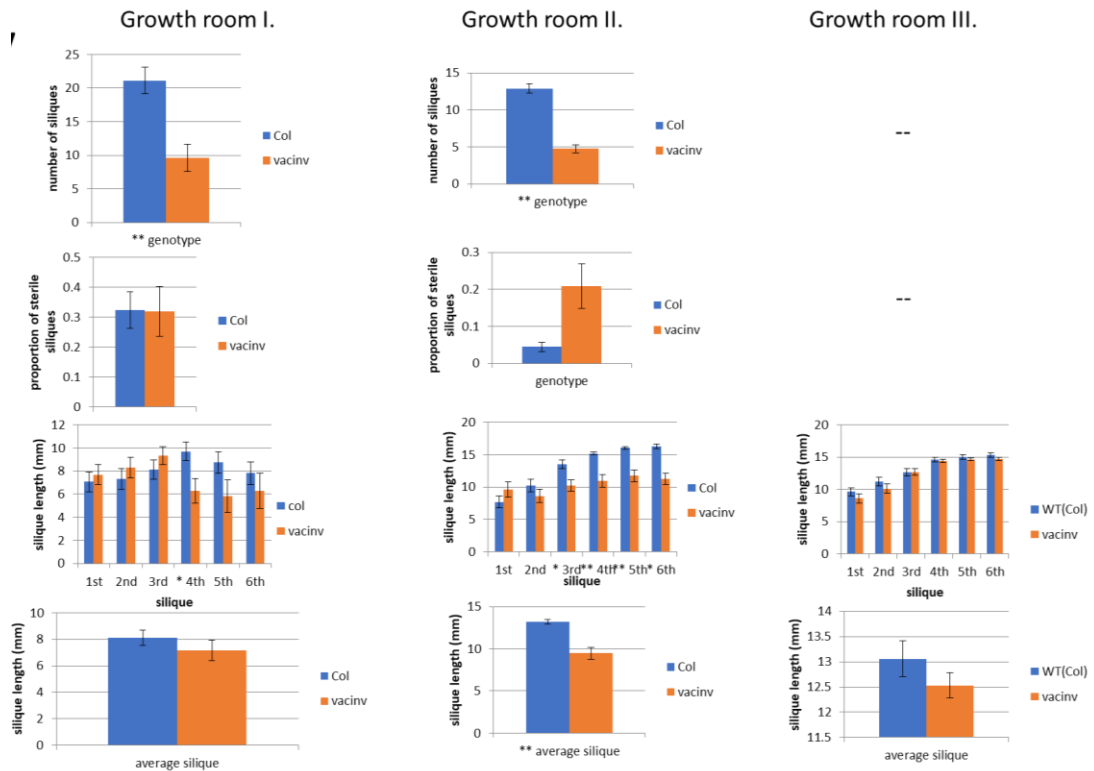 Growth room I.
Growth room II.
Growth room III.
number of siliques
25
20
15
10
5
0
Col
vacinv
** genotype
number of siliques
15
10
5
0
Col
vacinv
** genotype
--
proportion of sterile
siliques
0.5
0.4
0.3
0.2
0.1
0
Col
vacinv
proportion of sterile
siliques
0.3
0.2
0.1
0
Col
vacinv
genotype
--
silique length (mm)
12
10
8
6
4
2
0
Col
vacinv
1st 2nd 3rd * 4th 5th 6th
silique
silique length (mm)
20
15
10
5
0
Col
vacinv
1st 2nd * 3rd ** 4th ** 5th * 6th
silique
silique length (mm)
20
15
10
5
0
WT(Col)
vacinv
1st 2nd 3rd 4th 5th 6th
silique
silique length (mm)
10
8
6
4
2
0
Col
vacinv
average silique
silique length (mm)
15
10
5
0
Col
vacinv
** average silique
silique length (mm)
14
13.5
13
12.5
12
11.5
WT(Col)
vacinv
average silique